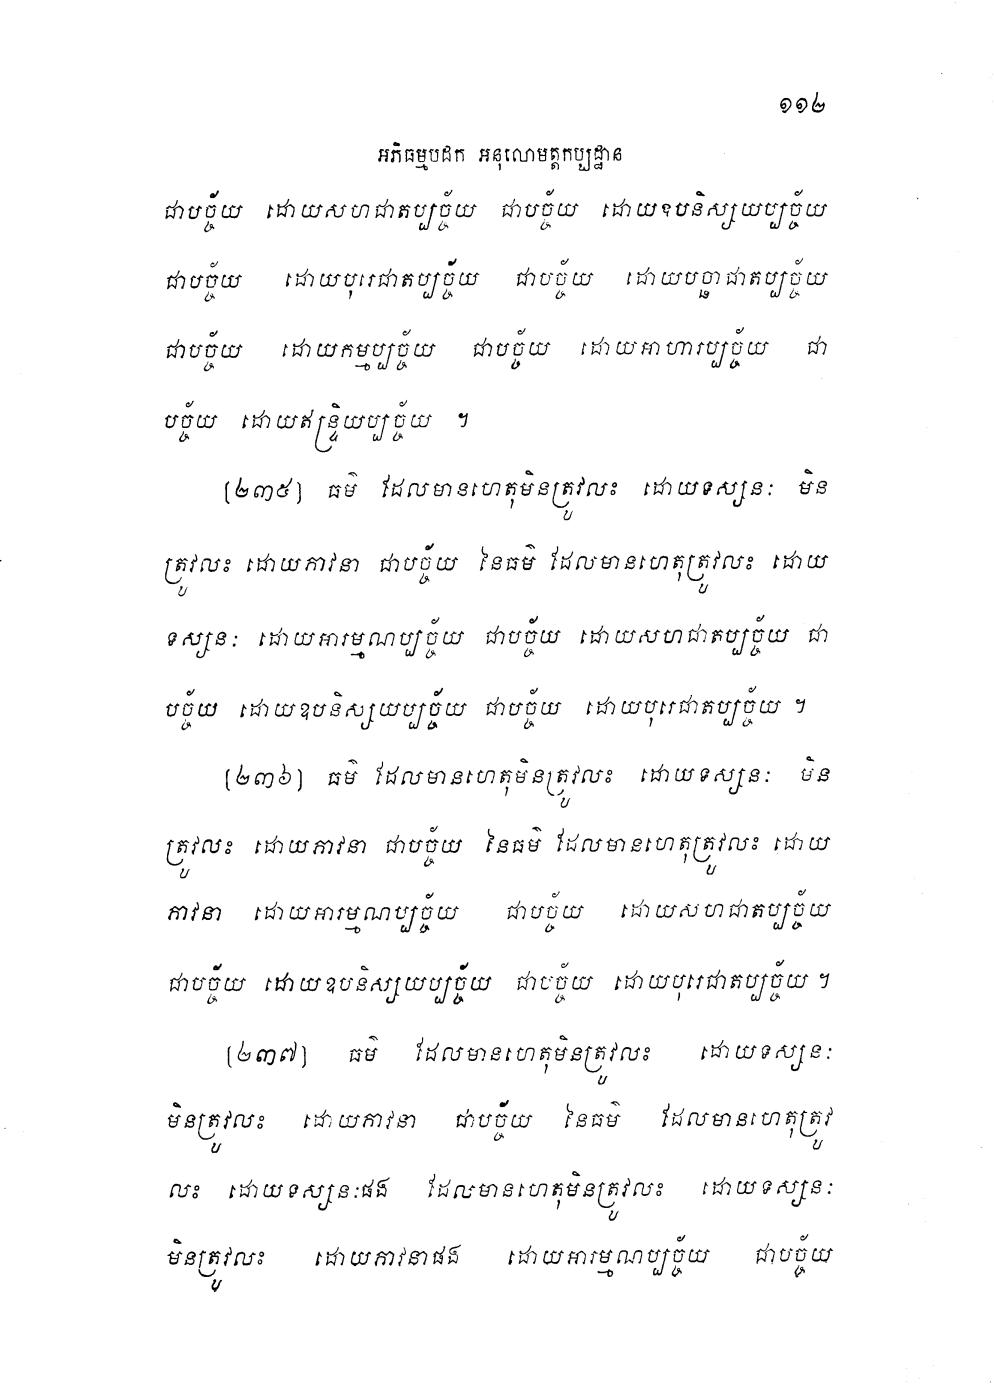 ១១២
អភិធម្មបិដក អនុលោមត្តកប្បដ្ឋាន
ជាបច្ច័យ ដោយសហជាតប្បច្ច័យ ជាបច្ច័យ ដោយឧបនិស្សយប្បច្ច័យ
ជាបច្ច័យ ដោយបុរេជាតប្បច្ច័យ ជាបច្ច័យ ដោយបច្ឆាជាតប្បច្ច័យ
ជាបច្ច័យ ដោយកម្មប្បច្ច័យ ជាបច្ច័យ ដោយអាហារប្បច្ច័យ ជា
បច្ច័យ ដោយឥន្ទ្រិយប្បច្ច័យ ។
(២៣៥) ធម៌ ដែលមានហេតុមិនត្រូវលះ ដោយទស្សនៈ មិន
ត្រូវលះ ដោយភាវនា ជាបច្ច័យ នៃធម៌ ដែលមានហេតុត្រូវលះ ដោយ
ទស្សនៈ ដោយអារម្មណប្បច្ច័យ ជាបច្ច័យ ដោយសហជាតប្បច្ច័យ ជា
បច្ច័យ ដោយឧបនិស្សយប្បច្ច័យ ជាបច្ច័យ ដោយបុរេជាតប្បច្ច័យ ។
(២៣៦) ធម៌ ដែលមានហេតុមិនត្រូវលះ ដោយទស្សនៈ មិន
ត្រូវលះ ដោយភាវនា ជាបច្ច័យ នៃធម៌ ដែលមានហេតុត្រូវលះ ដោយ
ភាវនា ដោយអារម្មណប្បច្ច័យ ជាបច្ច័យ ដោយសហជាតប្បច្ច័យ
ជាបច្ច័យ ដោយឧបនិស្សយប្បច្ច័យ ជាបច្ច័យ ដោយបុរេជាតប្បច្ច័យ ។
(២៣៧) ធម៌ ដែលមានហេតុមិនត្រូវលះ ដោយទស្សនៈ
មិនត្រូវលះ ដោយភាវនា ជាបច្ច័យ នៃធម៌ ដែលមានហេតុត្រូវ
លះ ដោយទស្សនៈផង ដែលមានហេតុមិនត្រូវលះ ដោយទស្សនៈ
មិនត្រូវលះ ដោយភាវនាផង ដោយអារម្មណប្បច្ច័យ ជាបច្ច័យ